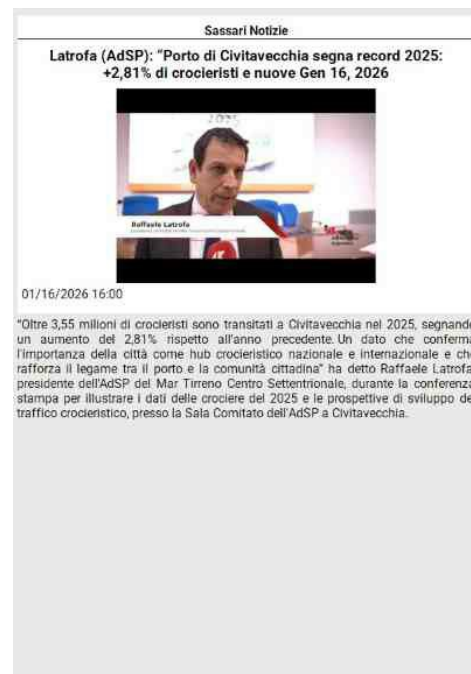 Sassari Notizie
Latrofa (AdSP): “Porto di Civitavecchia segna record 2025:
+2,81% di crocieristi e nuove Gen 16, 2026
2025
Raffaele Latrofa
01/16/2026 16:00
"Oltre 3,55 milioni di crocieristi sono transitati a Civitavecchia nel 2025, segnando
un aumento del 2,81% rispetto all'anno precedente. Un dato che conferma
l'importanza della città come hub crocieristico nazionale e internazionale e che
rafforza il legame tra il porto e la comunità cittadina" ha detto Raffaele Latrofa,
presidente dell'AdSP del Mar Tirreno Centro Settentrionale, durante la conferenza
stampa per illustrare i dati delle crociere del 2025 e le prospettive di sviluppo del
traffico crocieristico, presso la Sala Comitato dell'AdSP a Civitavecchia.